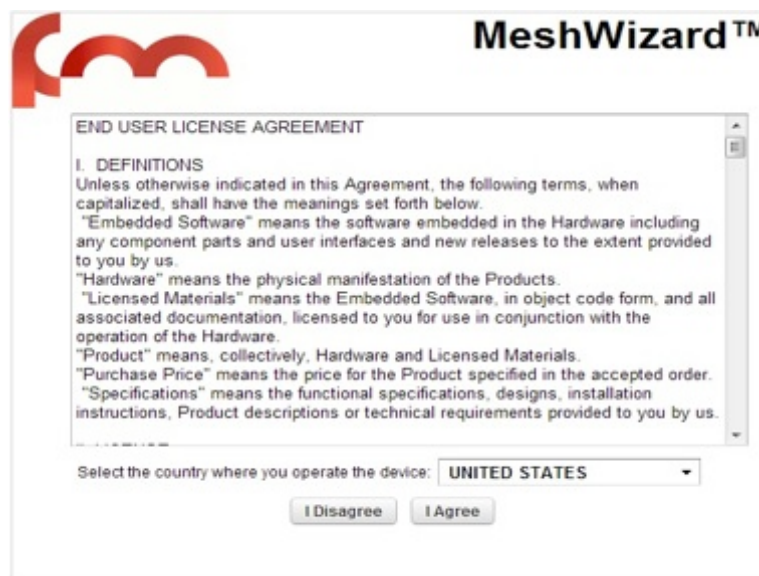 MeshWizard™
END USER LICENSE AGREEMENT
I. DEFINITIONS
Unless otherwise indicated in this Agreement, the following terms, when
capitalized, shall have the meanings set forth below.
"Embedded Software" means the software embedded in the Hardware including
any component parts and user interfaces and new releases to the extent provided
to you by us.
"Hardware" means the physical manifestation of the Products.
"Licensed Materials" means the Embedded Software, in object code form, and all
associated documentation, licensed to you for use in conjunction with the
operation of the Hardware.
"Product" means, collectively, Hardware and Licensed Materials.
"Purchase Price" means the price for the Product specified in the accepted order.
"Specifications" means the functional specifications, designs, installation
instructions, Product descriptions or technical requirements provided to you by us.
Select the country where you operate the device: UNITED STATES
I Disagree I Agree